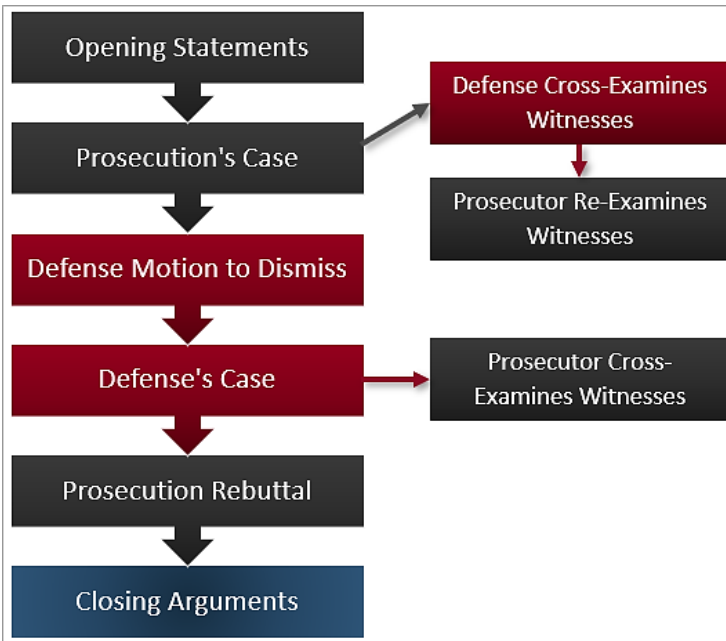 Opening Statements
Prosecution's Case
Defense Cross-Examines
Witnesses
Prosecutor Re-Examines
Witnesses
Defense Motion to Dismiss
Defense's Case
Prosecutor Cross-
Examines Witnesses
Prosecution Rebuttal
Closing Arguments